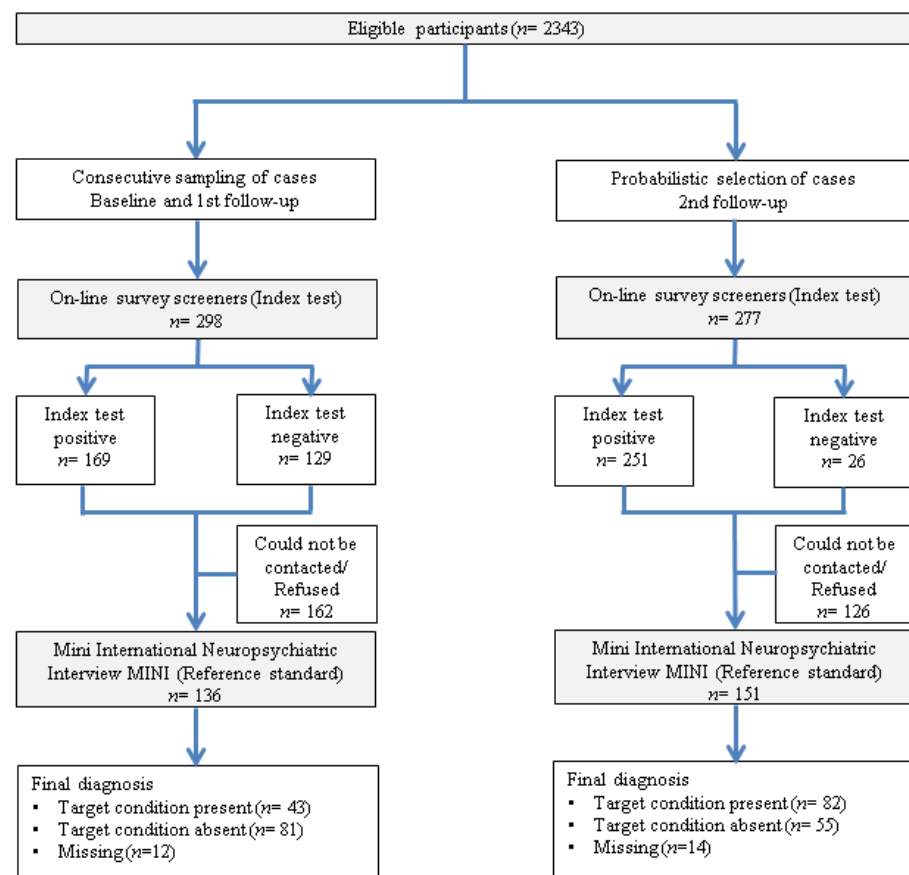 Eligible participants (n= 2343)
Consecutive sampling of cases
Baseline and 1st follow-up
On-line survey screeners (Index test)
n= 298
Index test
positive
n= 169
Index test
negative
n= 129
Could not be
contacted/
Refused
n= 162
Mini International Neuropsychiatric
Interview MINI (Reference standard)
n= 136
Final diagnosis
▪ Target condition present (n= 43)
▪ Target condition absent (n= 81)
▪ Missing (n=12)
Probabilistic selection of cases
2nd follow-up
On-line survey screeners (Index test)
n= 277
Index test
positive
n= 251
Index test
negative
n= 26
Could not be
contacted/
Refused
n= 126
Mini International Neuropsychiatric
Interview MINI (Reference standard)
n= 151
Final diagnosis
▪ Target condition present (n= 82)
▪ Target condition absent (n= 55)
▪ Missing (n=14)